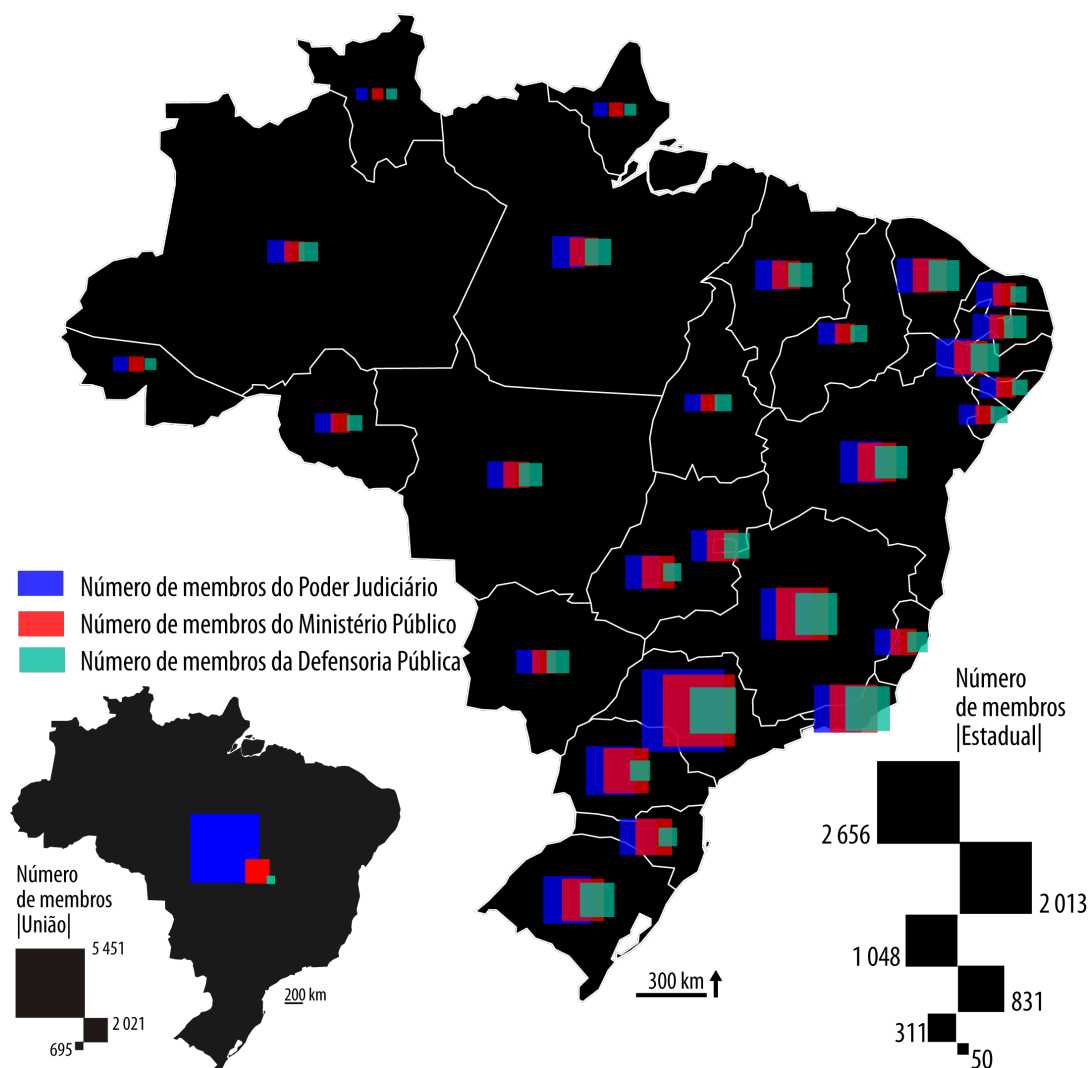 Número de membros do Poder Judiciário
Número de membros do Ministério Público
Número de membros da Defensoria Pública
Número
de membros
|Estadual|
2 656
2 013
1 048
831
311
50
Número
de membros
|União|
5 451
2 021
695
200 km
300 km